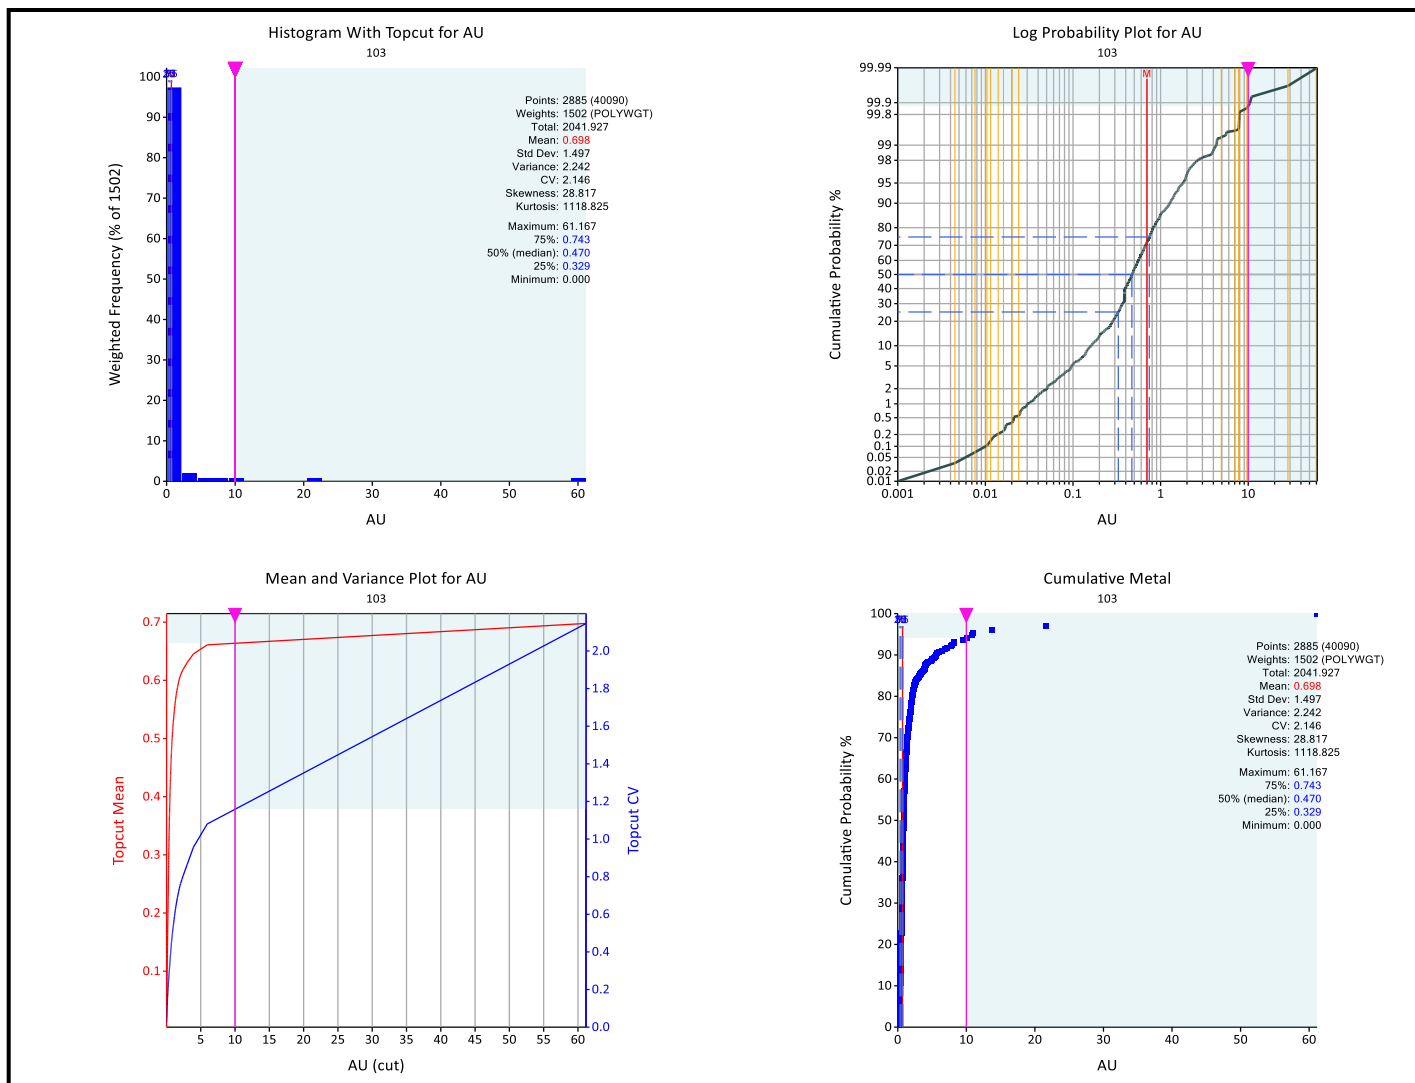 Histogram With Topcut for AU
103
100
90
80
70
60
50
40
30
20
10
0
Weighted Frequency (% of 1502)
Points: 2885 (40090)
Weights: 1502 (POLYWGT)
Total: 2041.927
Mean: 0.698
Std Dev: 1.497
Variance: 2.242
CV: 2.146
Skewness: 28.817
Kurtosis: 1118.825
Maximum: 61.167
75%: 0.743
50% (median): 0.470
25%: 0.329
Minimum: 0.000
0 10 20 30 40 50 60
AU
Log Probability Plot for AU
103
M
99.99
99.9
99.8
99
98
95
90
80
70
60
50
40
30
20
10
5
2
1
0.5
0.2
0.1
0.05
0.02
0.01
Cumulative Probability %
0.001 0.01 0.1 1 10
AU
Mean and Variance Plot for AU
103
0.7
0.6
0.5
0.4
0.3
0.2
0.1
Topcut Mean
2.0
1.8
1.6
1.4
1.2
1.0
0.8
0.6
0.4
0.2
0.0
Topcut CV
5 10 15 20 25 30 35 40 45 50 55 60
AU (cut)
Cumulative Metal
103
100
90
80
70
60
50
40
30
20
10
0
Cumulative Probability %
Points: 2885 (40090)
Weights: 1502 (POLYWGT)
Total: 2041.927
Mean: 0.698
Std Dev: 1.497
Variance: 2.242
CV: 2.146
Skewness: 28.817
Kurtosis: 1118.825
Maximum: 61.167
75%: 0.743
50% (median): 0.470
25%: 0.329
Minimum: 0.000
0 10 20 30 40 50 60
AU